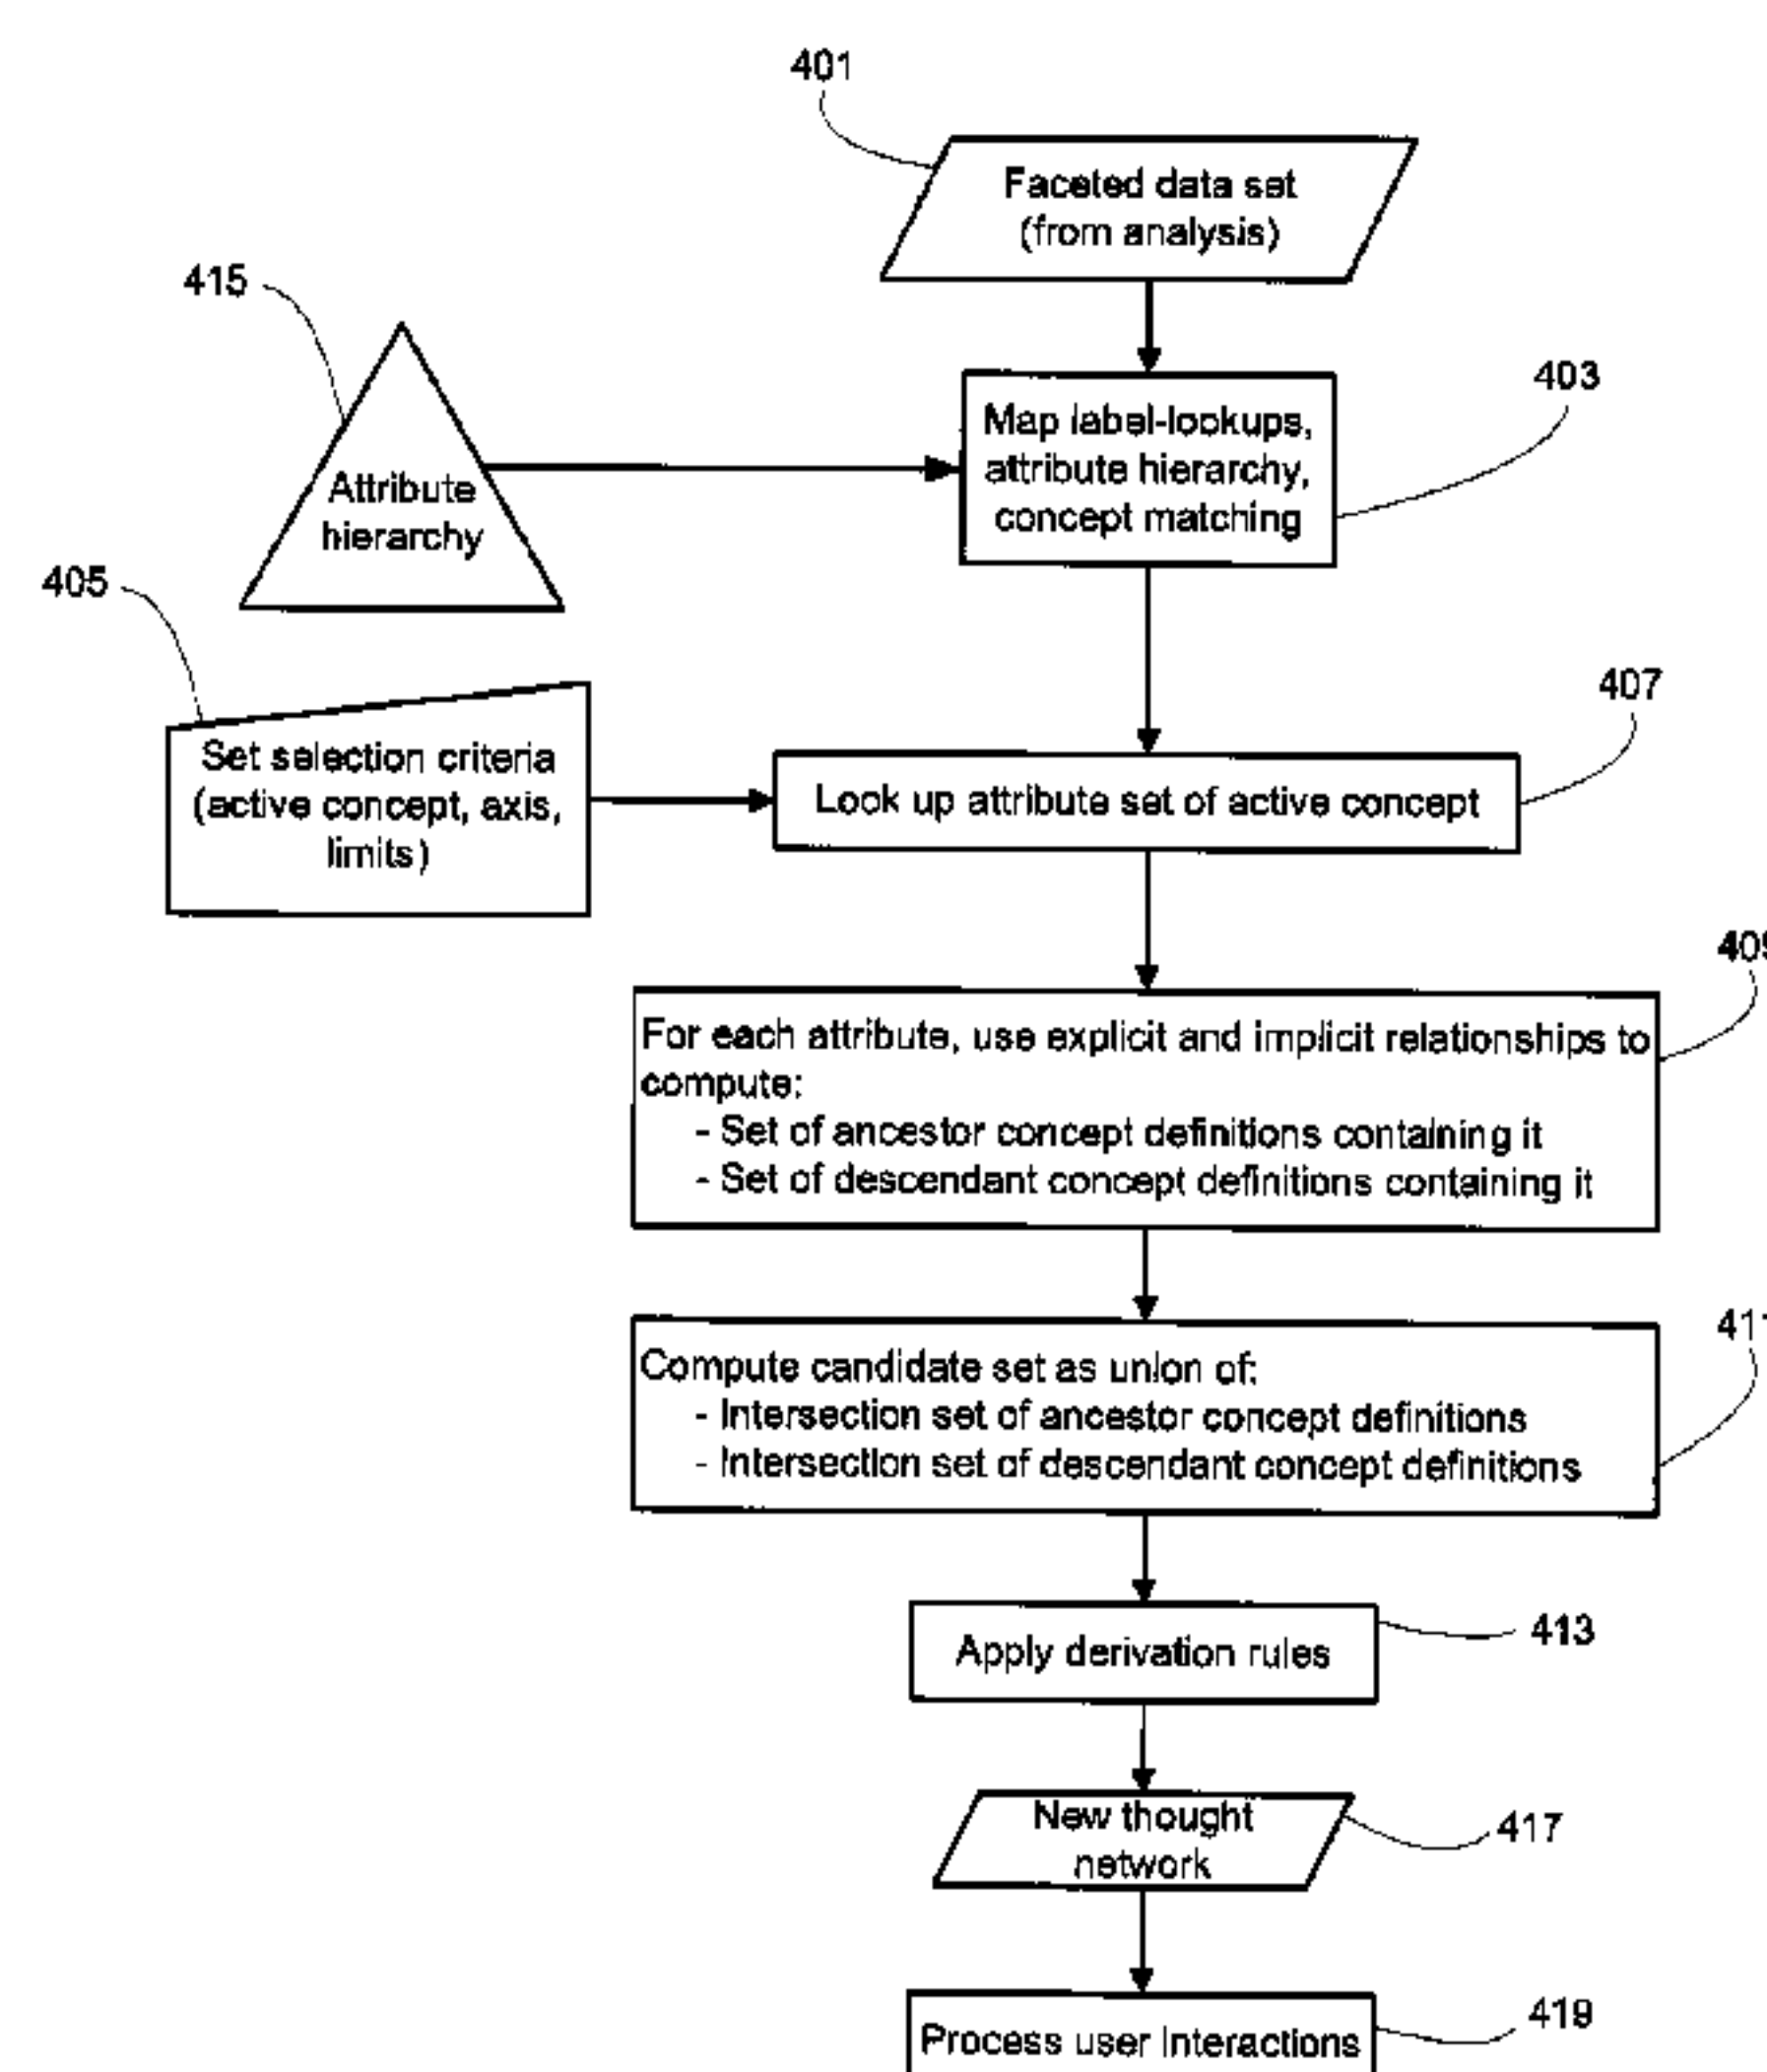 401
Faceted data set
(from analysis)
415
403
Map label-lookups,
attribute hierarchy,
concept matching
Attribute
hierarchy
405
407
Set selection criteria
(active concept, axis,
limits)
Look up attribute set of active concept
For each attribute, use explicit and implicit relationships to
compute:
- Set of ancestor concept definitions containing it
- Set of descendant concept definitions containing it
Compute candidate set as union of:
- Intersection set of ancestor concept definitions
- Intersection set of descendant concept definitions
Apply derivation rules
413
New thought
network
417
419
Process user interactions